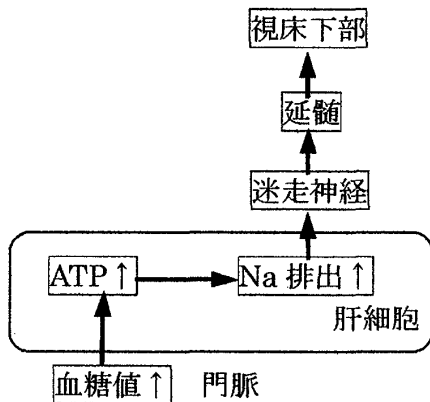 視床下部
延髄
迷走神経
ATP↑
Na 排出↑
肝細胞
血糖値↑
門脈